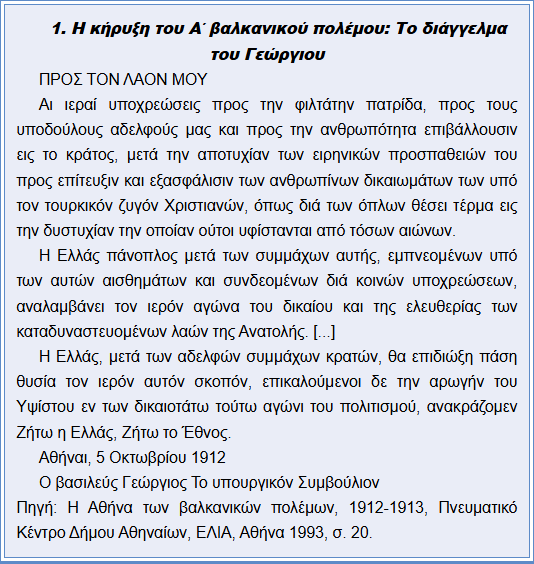 1. Η κήρυξη του Α΄ βαλκανικού πολέμου: Το διάγγελμα
του Γεώργιου
ΠΡΟΣ ΤΟΝ ΛΑΟΝ ΜΟΥ
Αι ιεραί υποχρεώσεις προς την φιλτάτην πατρίδα, προς τους
υποδούλους αδελφούς μας και προς την ανθρωπότητα επιβάλλουσιν
εις το κράτος, μετά την αποτυχίαν των ειρηνικών προσπαθειών του
προς επίτευξιν και εξασφάλισιν των ανθρωπίνων δικαιωμάτων των υπό
τον τουρκικόν ζυγόν Χριστιανών, όπως διά των όπλων θέσει τέρμα εις
την δυστυχίαν την οποίαν ούτοι υφίστανται από τόσων αιώνων.
Η Ελλάς πάνοπλος μετά των συμμάχων αυτής, εμπνεομένων υπό
των αυτών αισθημάτων και συνδεομένων διά κοινών υποχρεώσεων,
αναλαμβάνει τον ιερόν αγώνα του δικαίου και της ελευθερίας των
καταδυναστευομένων λαών της Ανατολής. [...]
Η Ελλάς, μετά των αδελφών συμμάχων κρατών, θα επιδιώξη πάση
θυσία τον ιερόν αυτόν σκοπόν, επικαλούμενοι δε την αρωγήν του
Υψίστου εν των δικαιοτάτω τούτω αγώνι του πολιτισμού, ανακράζομεν
Ζήτω η Ελλάς, Ζήτω το Έθνος.
Αθήναι, 5 Οκτωβρίου 1912
Ο βασιλεύς Γεώργιος Το υπουργικόν Συμβούλιον
Πηγή: Η Αθήνα των βαλκανικών πολέμων, 1912-1913, Πνευματικό
Κέντρο Δήμου Αθηναίων, ΕΛΙΑ, Αθήνα 1993, σ. 20.